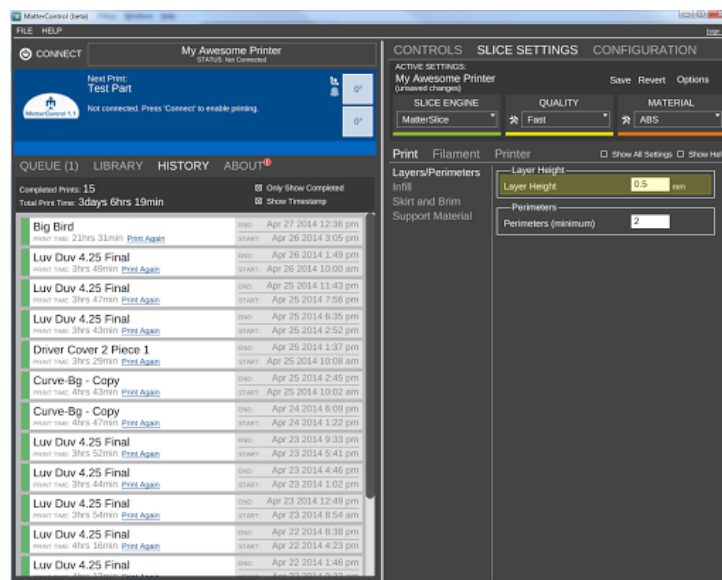 MatterControl (beta)
FILE HELP
CONNECT
My Awesome Printer
STATUS: Not Connected
Next Print:
Test Part
Not connected. Press 'Connect' to enable printing.
MatterControl 1.1
0°
0°
QUEUE (1) LIBRARY HISTORY ABOUT
Completed Prints: 15
Only Show Completed
Total Print Time: 3days 6hrs 19min
Show Timestamp
Big Bird
END: Apr 27 2014 12:36 pm
PRINT TIME: 21hrs 31min Print Again
START: Apr 26 2014 3:05 pm
Luv Duv 4.25 Final
END: Apr 26 2014 1:49 pm
PRINT TIME: 3hrs 49min Print Again
START: Apr 26 2014 10:00 am
Luv Duv 4.25 Final
END: Apr 25 2014 11:43 pm
PRINT TIME: 3hrs 47min Print Again
START: Apr 25 2014 7:56 pm
Luv Duv 4.25 Final
END: Apr 25 2014 6:35 pm
PRINT TIME: 3hrs 43min Print Again
START: Apr 25 2014 2:52 pm
Driver Cover 2 Piece 1
END: Apr 25 2014 1:37 pm
PRINT TIME: 3hrs 29min Print Again
START: Apr 25 2014 10:08 am
Curve-Bg - Copy
END: Apr 25 2014 2:45 pm
PRINT TIME: 4hrs 43min Print Again
START: Apr 25 2014 10:02 am
Curve-Bg - Copy
END: Apr 24 2014 6:09 pm
PRINT TIME: 4hrs 47min Print Again
START: Apr 24 2014 1:22 pm
Luv Duv 4.25 Final
END: Apr 23 2014 9:33 pm
PRINT TIME: 3hrs 52min Print Again
START: Apr 23 2014 5:41 pm
Luv Duv 4.25 Final
END: Apr 23 2014 4:46 pm
PRINT TIME: 3hrs 44min Print Again
START: Apr 23 2014 1:02 pm
Luv Duv 4.25 Final
END: Apr 23 2014 12:49 pm
PRINT TIME: 3hrs 54min Print Again
START: Apr 23 2014 8:54 am
Luv Duv 4.25 Final
END: Apr 22 2014 8:38 pm
PRINT TIME: 4hrs 16min Print Again
START: Apr 22 2014 4:23 pm
Luv Duv 4.25 Final
END: Apr 22 2014 1:46 pm
CONTROLS SLICE SETTINGS CONFIGURATION
ACTIVE SETTINGS:
My Awesome Printer
(unsaved changes)
Save Revert Options
SLICE ENGINE QUALITY MATERIAL
MatterSlice Fast ABS
Print Filament Printer
Show All Settings Show Hel
Layers/Perimeters
Infill
Skirt and Brim
Support Material
Layer Height
Layer Height 0.5 mm
Perimeters
Perimeters (minimum) 2